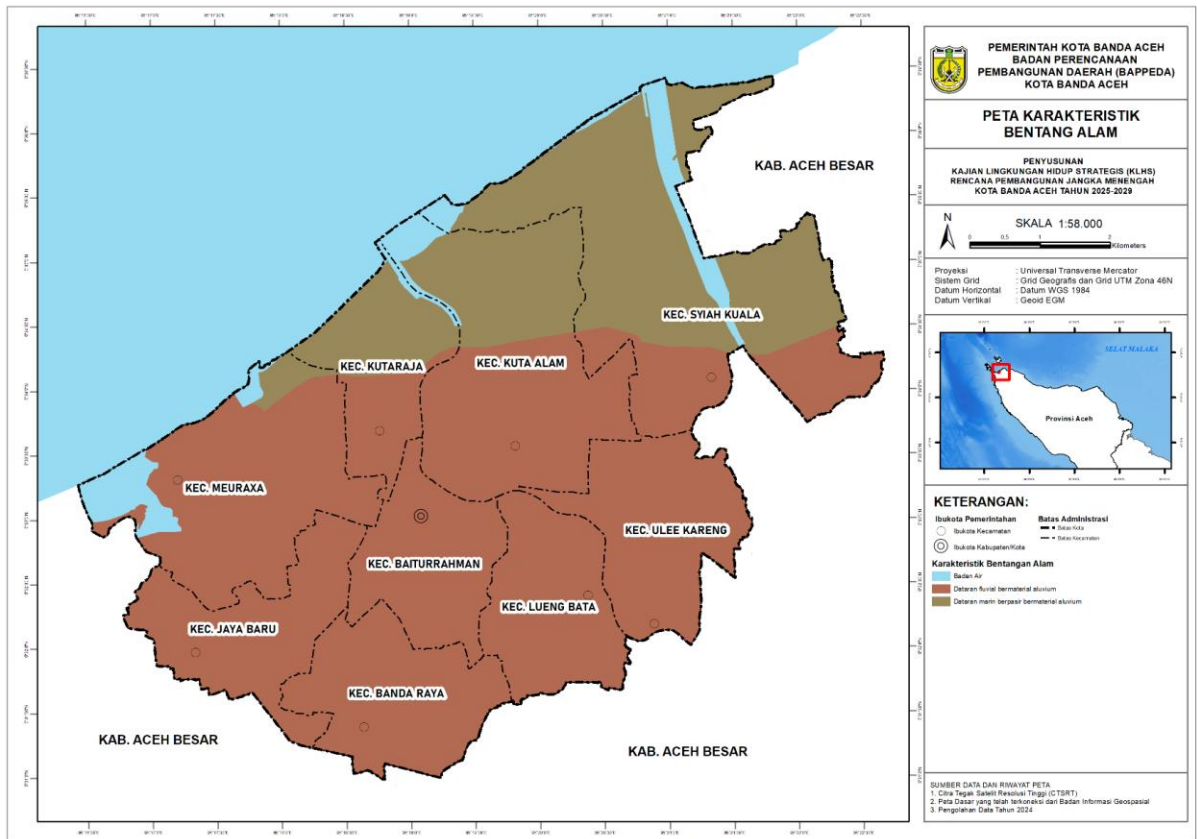 PEMERINTAH KOTA BANDA ACEH
BADAN PERENCANAAN
PEMBANGUNAN DAERAH (BAPPEDA)
KOTA BANDA ACEH
PETA KARAKTERISTIK
BENTANG ALAM
PENYUSUNAN
KAJIAN LINGKUNGAN HIDUP STRATEGIS (KLHS)
RENCANA PEMBANGUNAN JANGKA MENENGAH
KOTA BANDA ACEH TAHUN 2025-2029
N
SKALA 1:58.000
0 0.5 1 2
Kilometers
Proyeksi : Universal Transverse Mercator
Sistem Grid : Grid Geografis dan Grid UTM Zona 46N
Datum Horizontal : Datum WGS 1984
Datum Vertikal : Geoid EGM
SELAT MALAKA
Provinsi Aceh
KETERANGAN:
Ibukota Pemerintahan
Ibukota Kecamatan
Ibukota Kabupaten/Kota
Batas Administrasi
Batas Kota
Batas Kecamatan
Karakteristik Bentangan Alam
Badan Air
Dataran fluvial bermaterial aluvium
Dataran marin berpasir bermaterial aluvium
SUMBER DATA DAN RIWAYAT PETA
1. Citra Tegak Satelit Resolusi Tinggi (CTSRT)
2. Peta Dasar yang telah terkoneksi dari Badan Informasi Geospasial
3. Pengolahan Data Tahun 2024
KAB. ACEH BESAR
KEC. SYIAH KUALA
KEC. KUTARAJA
KEC. KUTA ALAM
KEC. MEURAXA
KEC. ULEE KARENG
KEC. BAITURRAHMAN
KEC. LUENG BATA
KEC. JAYA BARU
KEC. BANDA RAYA
KAB. ACEH BESAR
KAB. ACEH BESAR